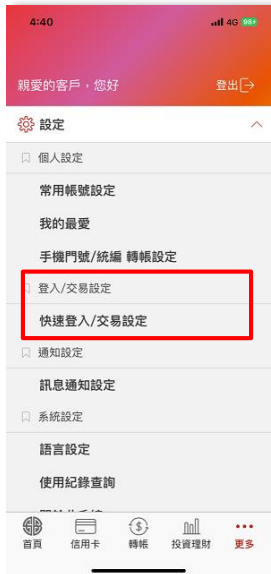 4:40
4G 98+
親愛的客戶，您好
登出
設定
個人設定
常用帳號設定
我的最愛
手機門號/統編 轉帳設定
登入/交易設定
快速登入/交易設定
通知設定
訊息通知設定
系統設定
語言設定
使用紀錄查詢
首頁 信用卡 轉帳 投資理財 更多